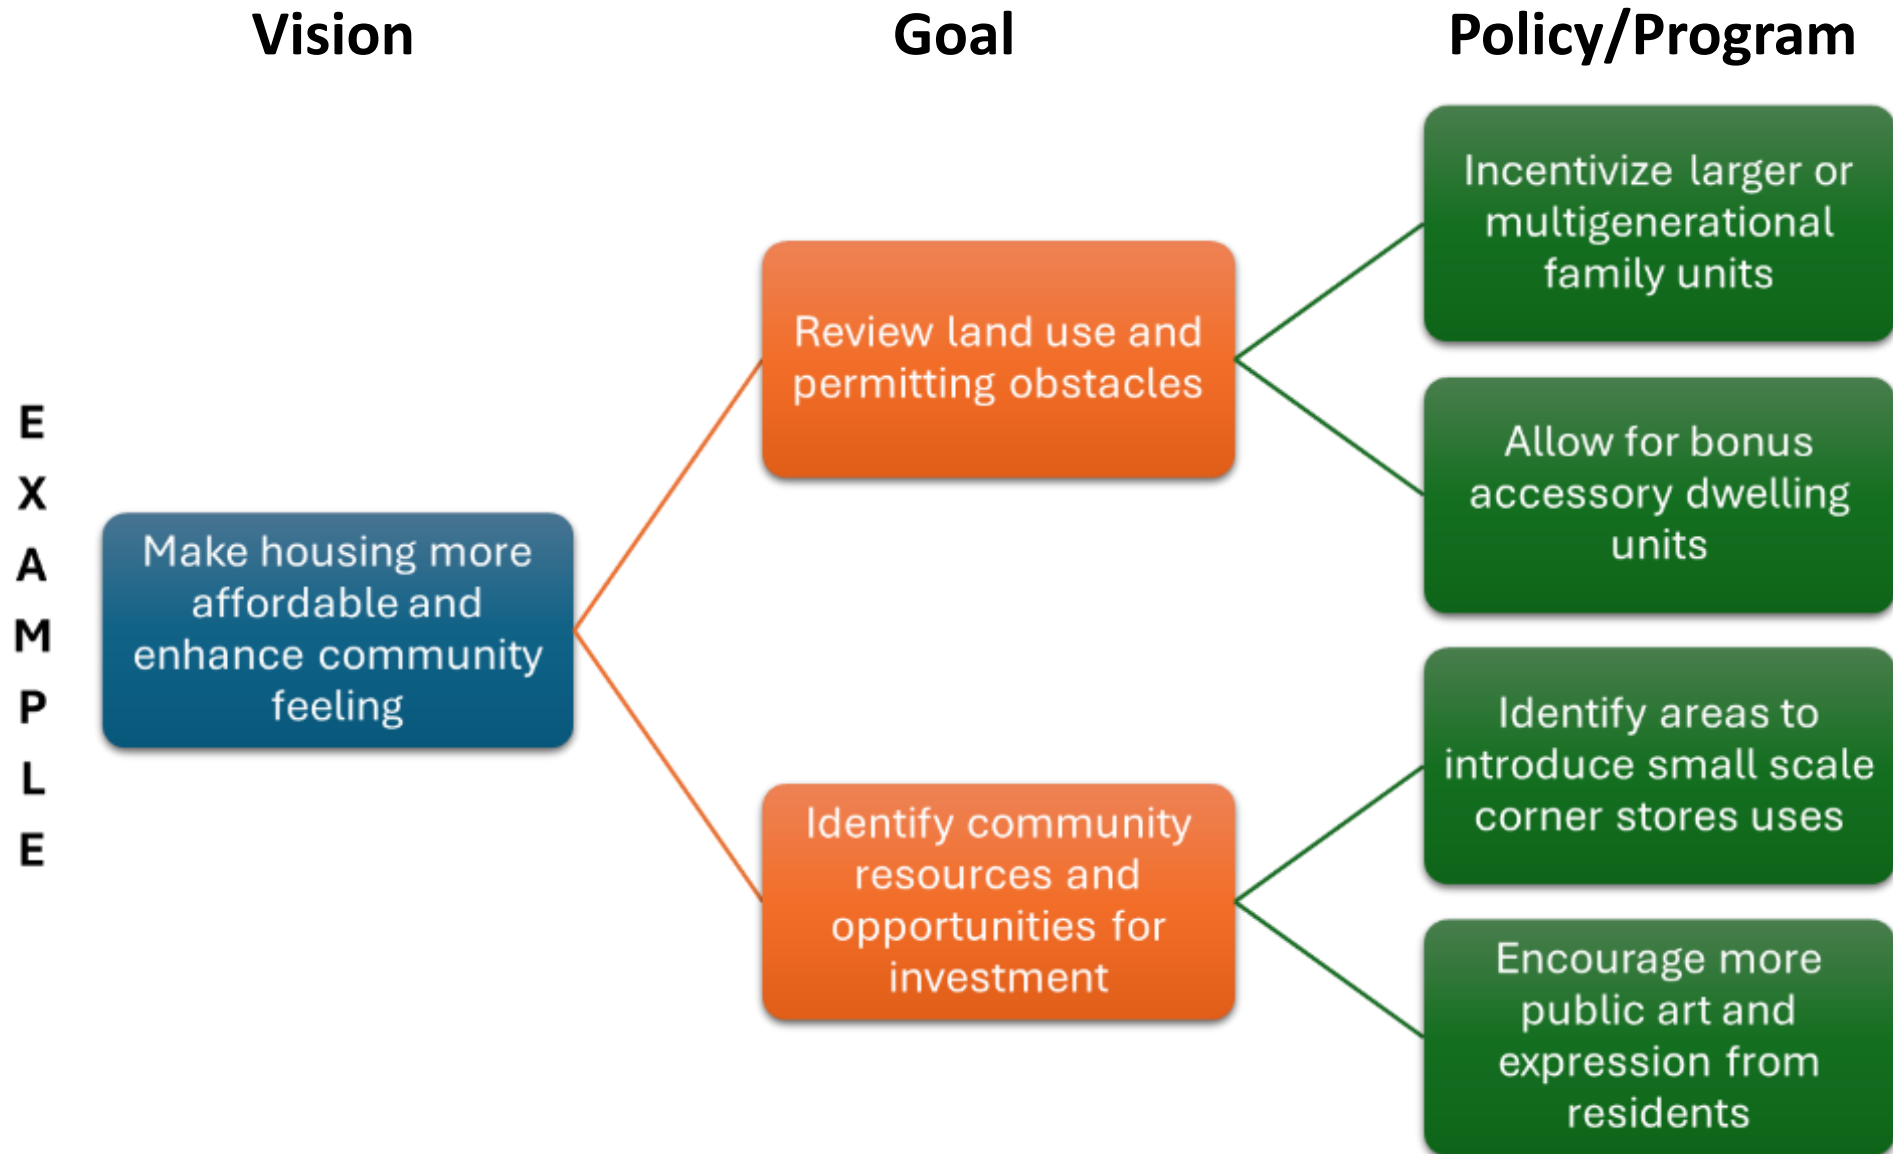 Vision
Goal
Policy/Program
E
X
A
M
P
L
E
Make housing more
affordable and
enhance community
feeling
Review land use and
permitting obstacles
Identify community
resources and
opportunities for
investment
Incentivize larger or
multigenerational
family units
Allow for bonus
accessory dwelling
units
Identify areas to
introduce small scale
corner stores uses
Encourage more
public art and
expression from
residents